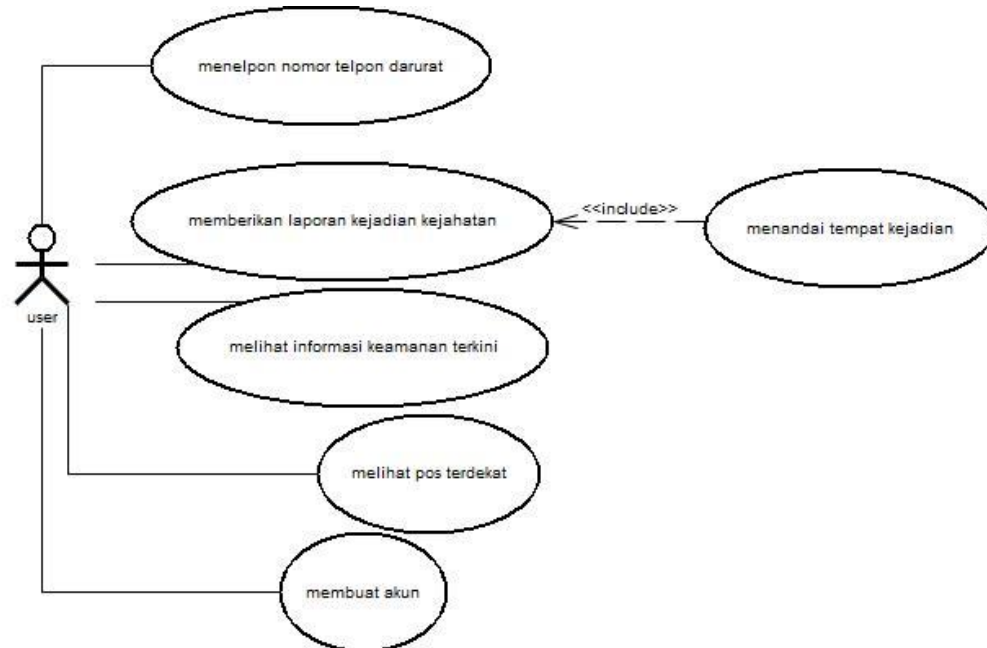 menelpon nomor telpon darurat
memberikan laporan kejadian kejahatan
<<include>>
menandai tempat kejadian
user
melihat informasi keamanan terkini
melihat pos terdekat
membuat akun